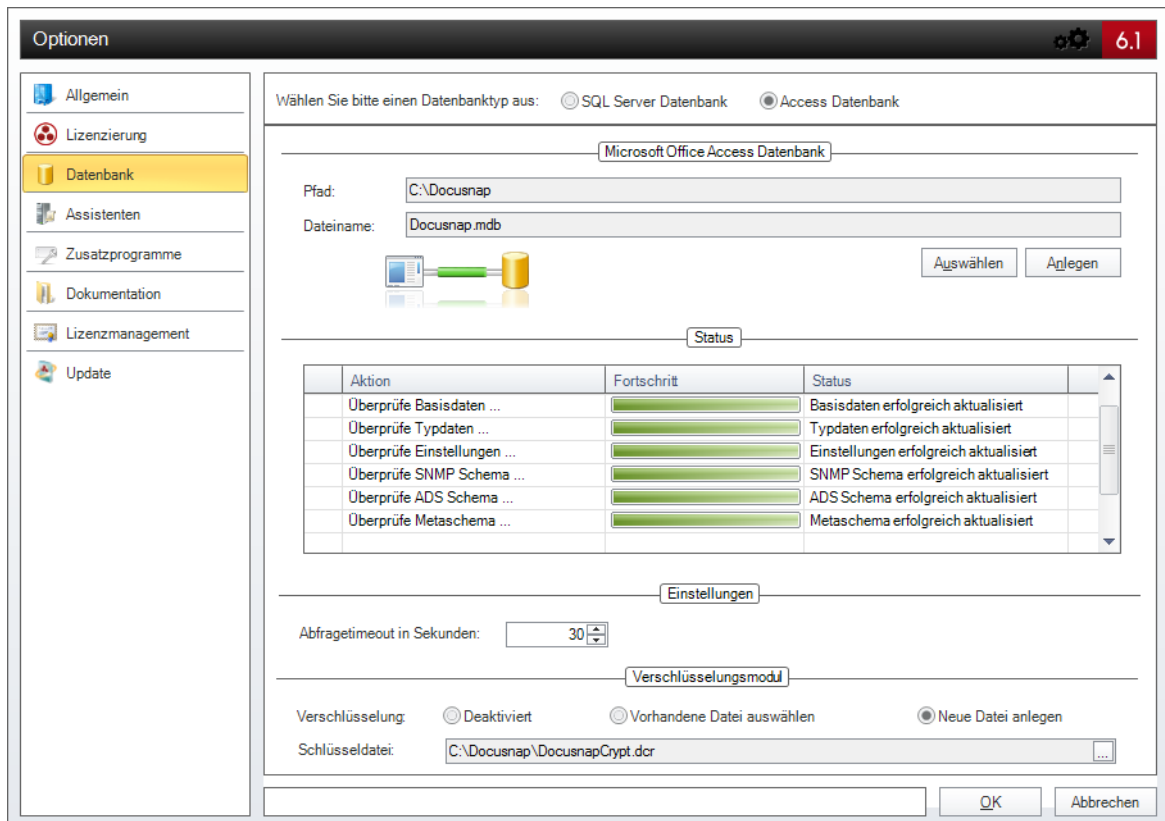 Optionen
6.1
Allgemein
Lizenzierung
Datenbank
Assistenten
Zusatzprogramme
Dokumentation
Lizenzmanagement
Update
Wählen Sie bitte einen Datenbanktyp aus: SQL Server Datenbank Access Datenbank
Microsoft Office Access Datenbank
Pfad: C:\Docusnap
Dateiname: Docusnap.mdb
Auswählen Anlegen
Status
Aktion Fortschritt Status
Überprüfe Basisdaten ... Basisdaten erfolgreich aktualisiert
Überprüfe Typdaten ... Typdaten erfolgreich aktualisiert
Überprüfe Einstellungen ... Einstellungen erfolgreich aktualisiert
Überprüfe SNMP Schema ... SNMP Schema erfolgreich aktualisiert
Überprüfe ADS Schema ... ADS Schema erfolgreich aktualisiert
Überprüfe Metaschema ... Metaschema erfolgreich aktualisiert
Einstellungen
Abfragetimeout in Sekunden: 30
Verschlüsselungsmodul
Verschlüsselung: Deaktiviert Vorhandene Datei auswählen Neue Datei anlegen
Schlüsseldatei: C:\Docusnap\DocusnapCrypt.dcr ...
OK Abbrechen